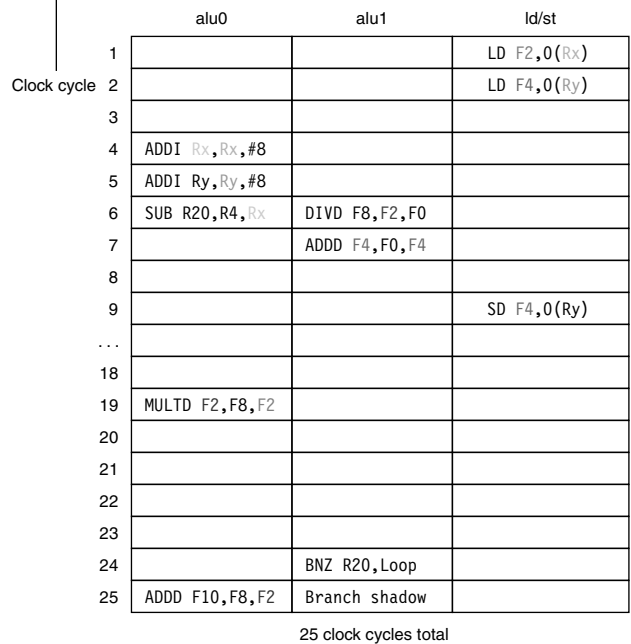 alu0 alu1 ld/st
1 LD F2,0(Rx)
Clock cycle 2 LD F4,0(Ry)
3
4 ADDI Rx,Rx,#8
5 ADDI Ry,Ry,#8
6 SUB R20,R4,Rx DIVD F8,F2,F0
7 ADDD F4,F0,F4
8
9 SD F4,0(Ry)
...
18
19 MULTD F2,F8,F2
20
21
22
23
24 BNZ R20,Loop
25 ADDD F10,F8,F2 Branch shadow
25 clock cycles total